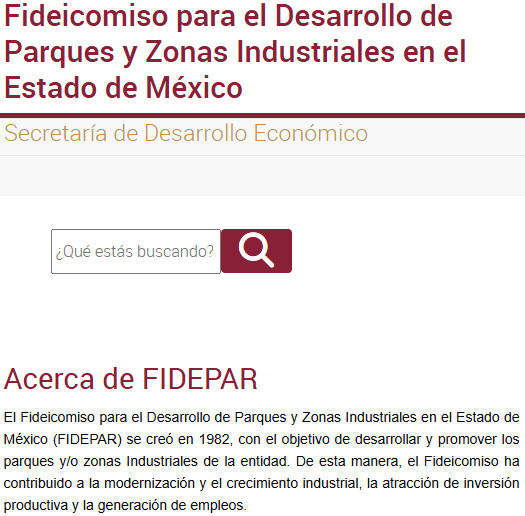 Fideicomiso para el Desarrollo de
Parques y Zonas Industriales en el
Estado de México
Secretaría de Desarrollo Económico
¿Qué estás buscando?
Acerca de FIDEPAR
El Fideicomiso para el Desarrollo de Parques y Zonas Industriales en el Estado de
México (FIDEPAR) se creó en 1982, con el objetivo de desarrollar y promover los
parques y/o zonas Industriales de la entidad. De esta manera, el Fideicomiso ha
contribuido a la modernización y el crecimiento industrial, la atracción de inversión
productiva y la generación de empleos.